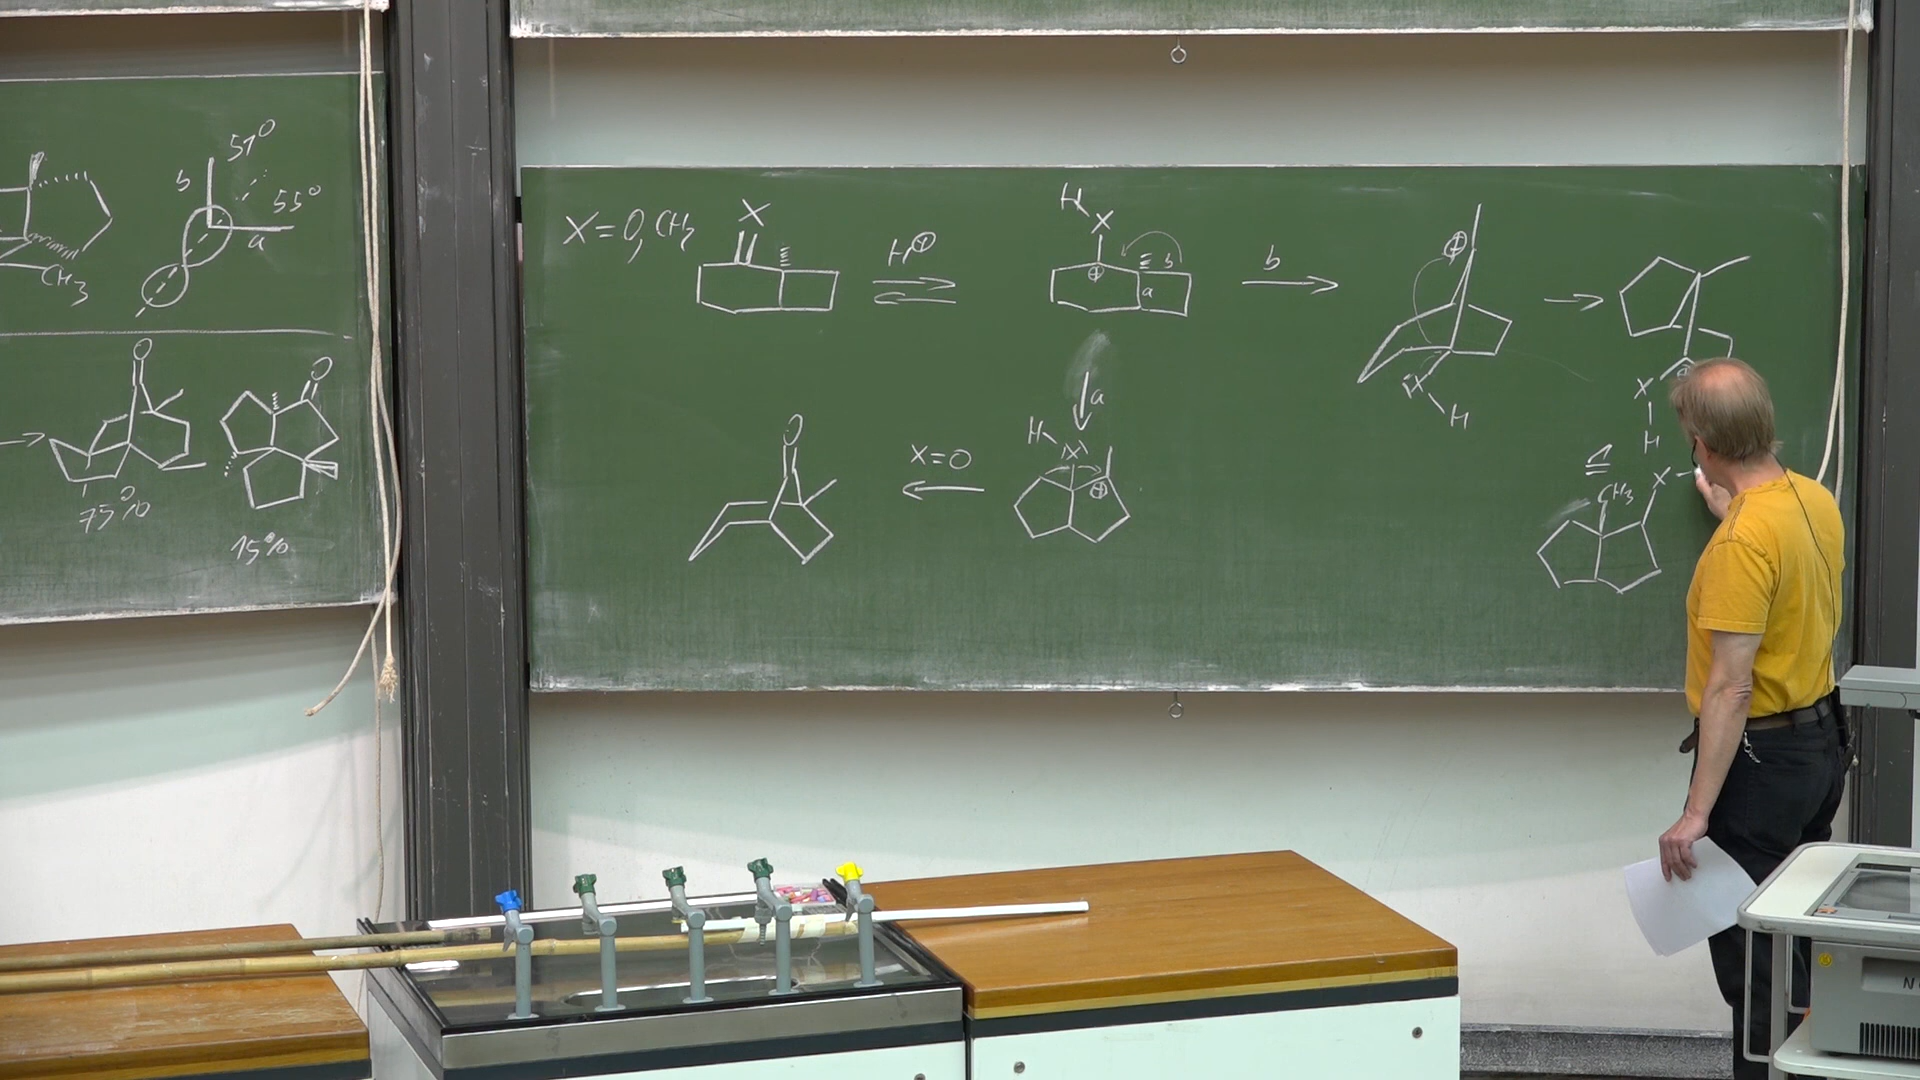 57°
b
55°
a
CH3
O
O
75%
15%
X=O, CH2
X
H⊕
H
X
⊕
b
a
b
⊕
X
H
a
H
X
⊕
X=O
O
X
H
⊕
X
CH3
N